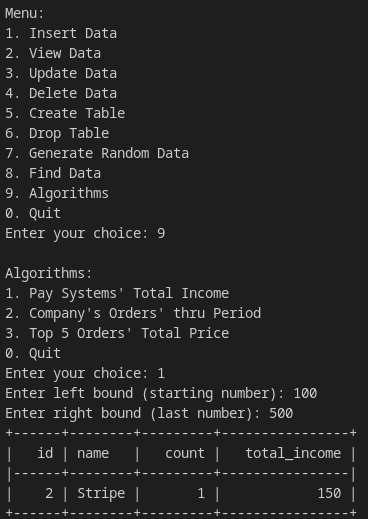 Menu:
1. Insert Data
2. View Data
3. Update Data
4. Delete Data
5. Create Table
6. Drop Table
7. Generate Random Data
8. Find Data
9. Algorithms
0. Quit
Enter your choice: 9

Algorithms:
1. Pay Systems' Total Income
2. Company's Orders' thru Period
3. Top 5 Orders' Total Price
0. Quit
Enter your choice: 1
Enter left bound (starting number): 100
Enter right bound (last number): 500
+------+--------+---------+----------------+
|   id | name   |   count |   total_income |
|------+--------+---------+----------------|
|    2 | Stripe |       1 |            150 |
+------+--------+---------+----------------+